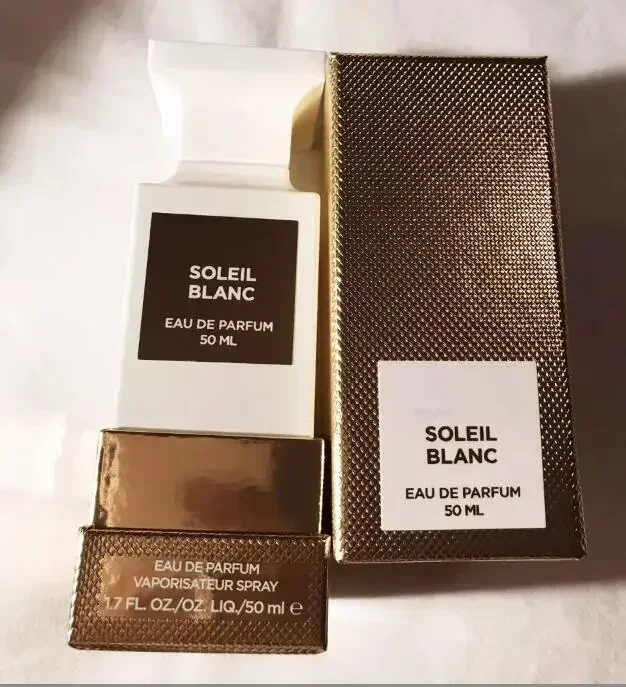 SOLEIL
BLANC
EAU DE PARFUM
50 ML
SOLEIL
BLANC
EAU DE PARFUM
50 ML
EAU DE PARFUM
VAPORISATEUR SPRAY
1.7 FL. OZ./OZ. LIQ./50 ml e